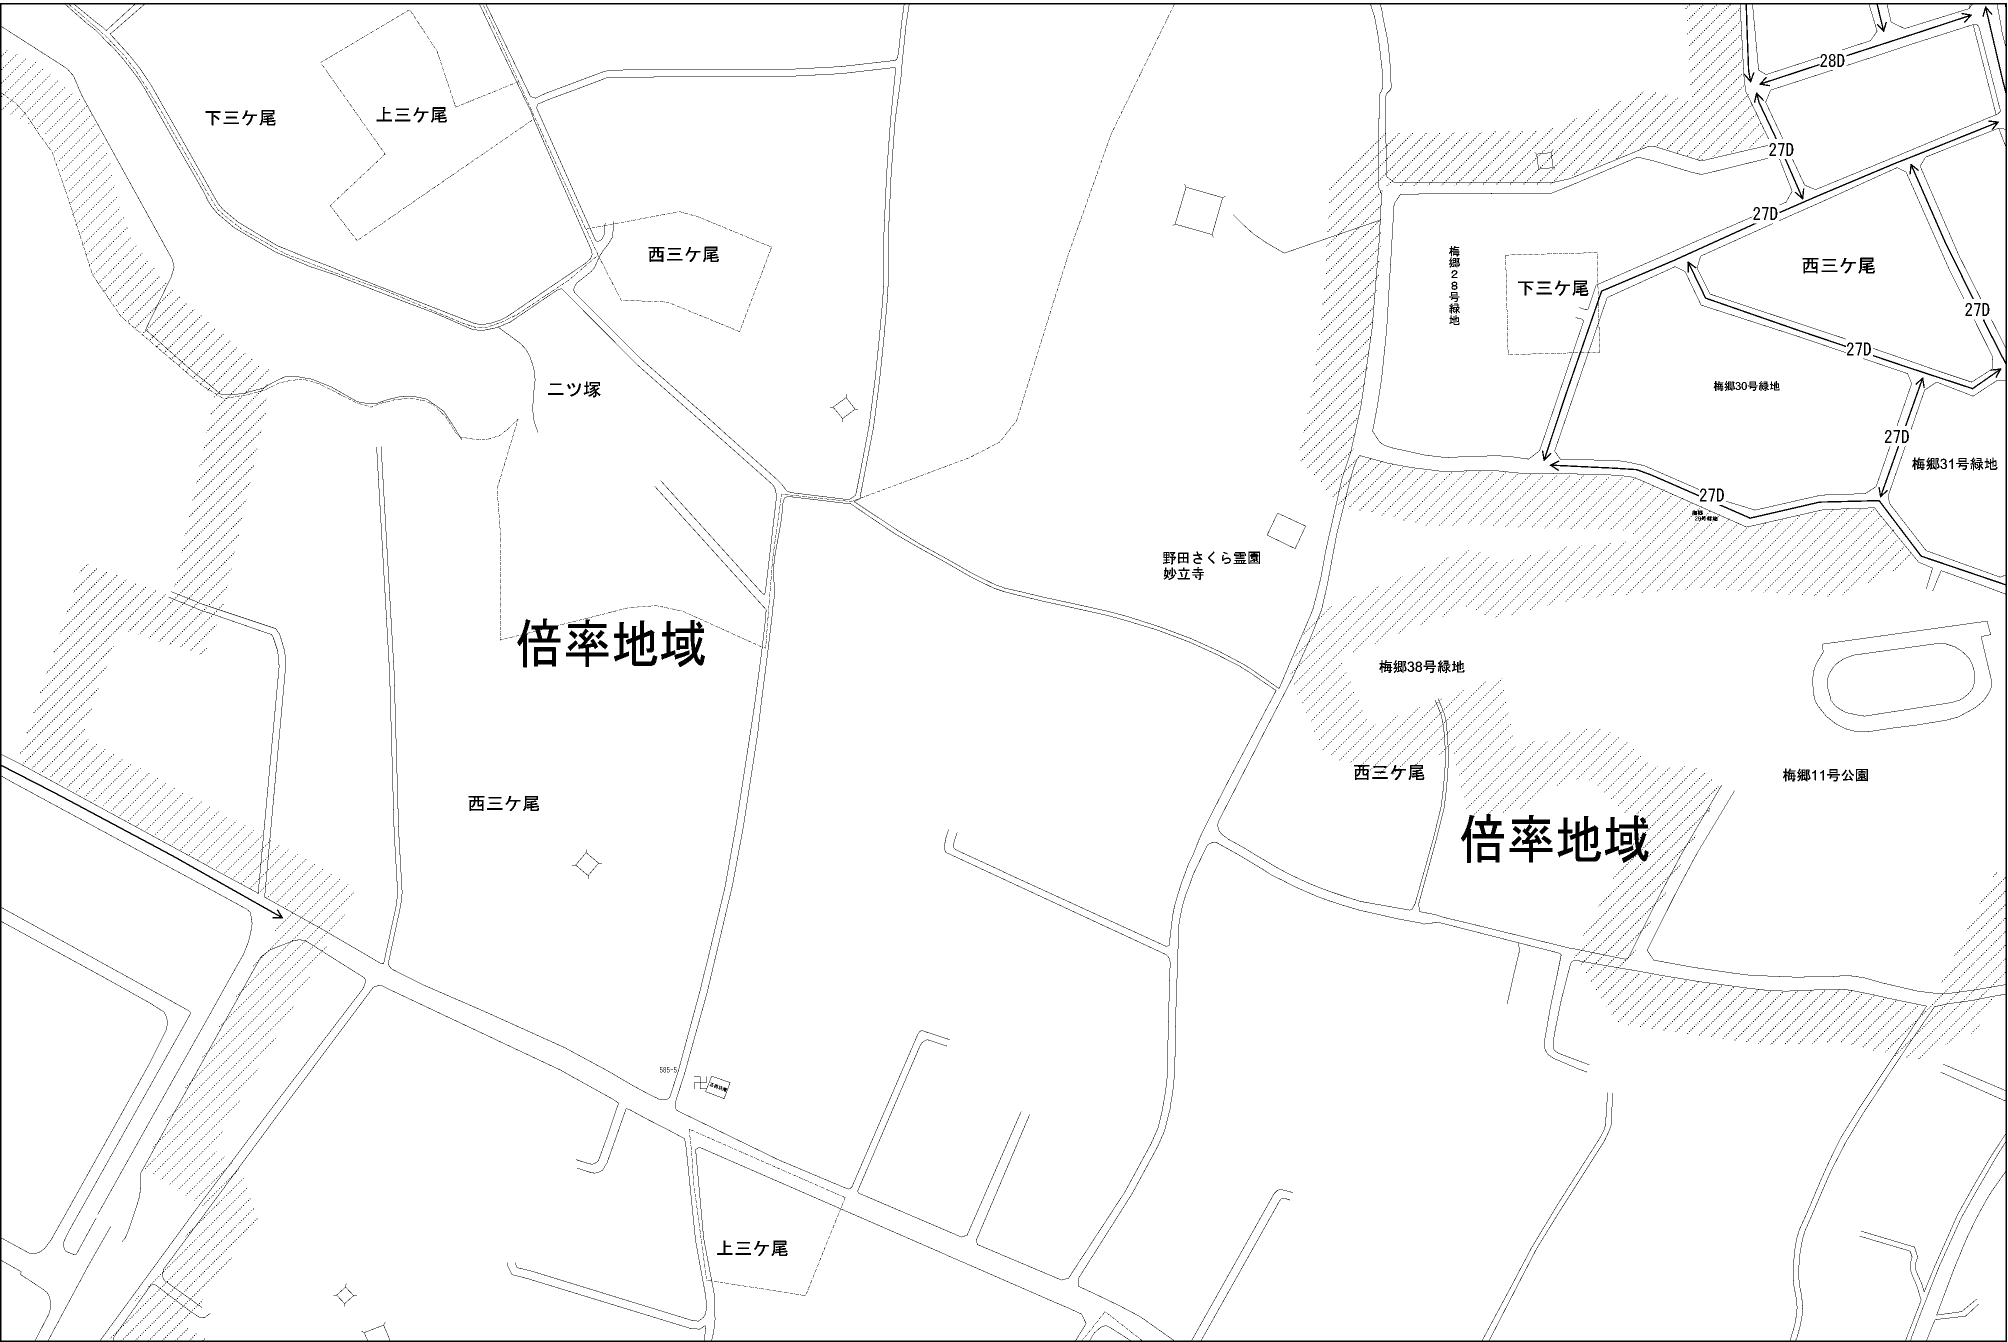 28D
下三ケ尾
上三ケ尾
27D
27D
西三ケ尾
梅郷２８号緑地
下三ケ尾
西三ケ尾
27D
27D
二ツ塚
梅郷30号緑地
27D
梅郷31号緑地
27D
野田さくら霊園
妙立寺
倍率地域
梅郷38号緑地
西三ケ尾
梅郷11号公園
西三ケ尾
倍率地域
585-5
上三ケ尾